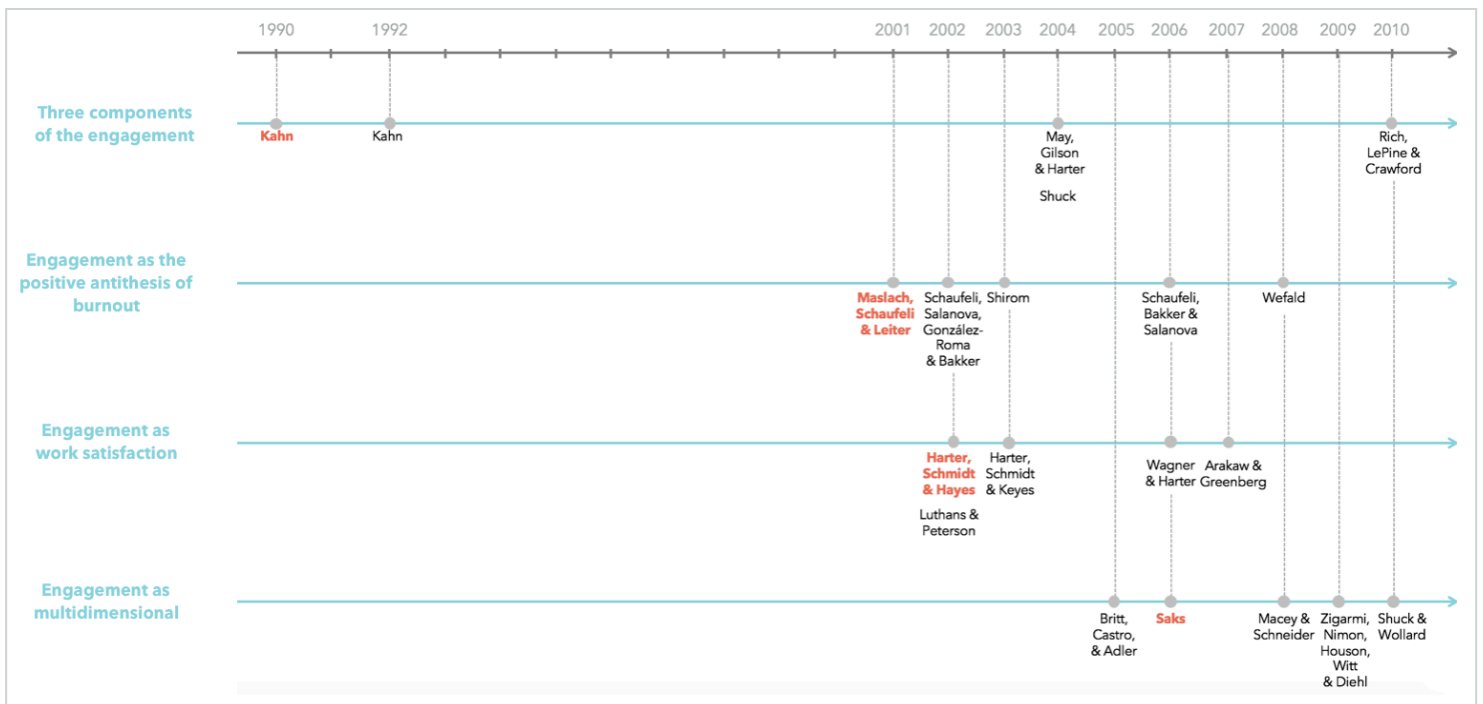 1990 1992 2001 2002 2003 2004 2005 2006 2007 2008 2009 2010
Three components
of the engagement
Kahn
Kahn
May,
Gilson
& Harter
Shuck
Rich,
LePine &
Crawford
Engagement as the
positive antithesis of
burnout
Maslach,
Schaufeli
& Leiter
Schaufeli,
Salanova,
González-
Roma
& Bakker
Shirom
Schaufeli,
Bakker &
Salanova
Wefald
Engagement as
work satisfaction
Harter,
Schmidt
& Hayes
Luthans &
Peterson
Harter,
Schmidt
& Keyes
Wagner
& Harter
Arakaw &
Greenberg
Engagement as
multidimensional
Britt,
Castro,
& Adler
Saks
Macey &
Schneider
Zigarmi,
Nimon,
Houson,
Witt
& Diehl
Shuck &
Wollard